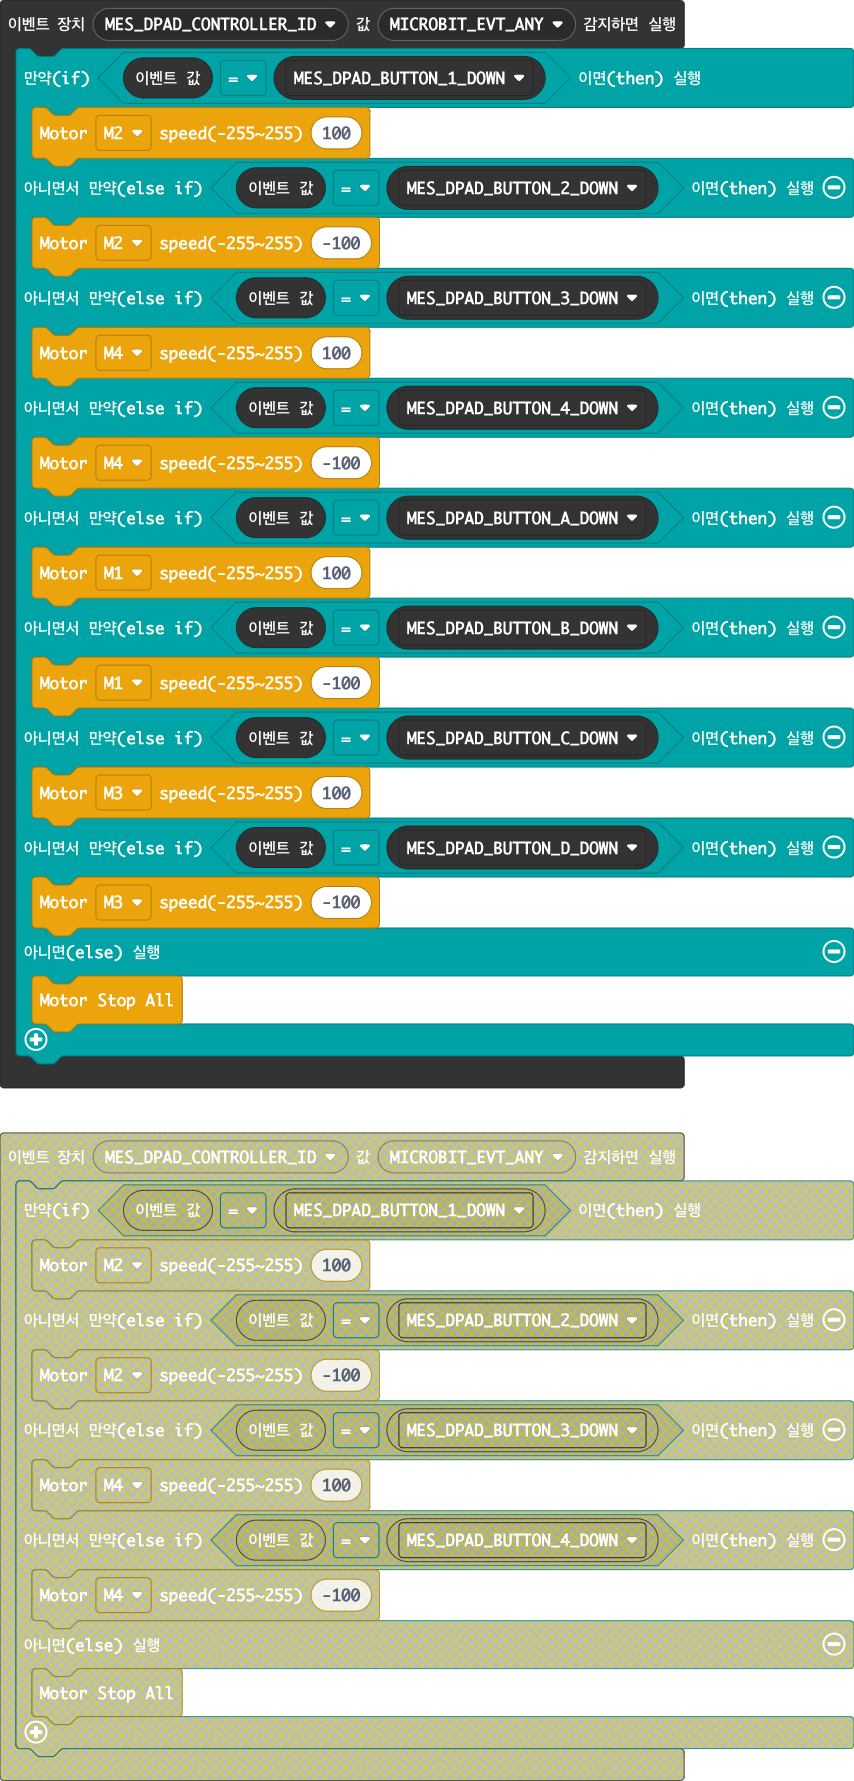 이벤트 장치 MES_DPAD_CONTROLLER_ID 값 MICROBIT_EVT_ANY 감지하면 실행
만약(if) 이벤트 값 = MES_DPAD_BUTTON_1_DOWN 이면(then) 실행
Motor M2 speed(-255~255) 100
아니면서 만약(else if) 이벤트 값 = MES_DPAD_BUTTON_2_DOWN 이면(then) 실행
Motor M2 speed(-255~255) -100
아니면서 만약(else if) 이벤트 값 = MES_DPAD_BUTTON_3_DOWN 이면(then) 실행
Motor M4 speed(-255~255) 100
아니면서 만약(else if) 이벤트 값 = MES_DPAD_BUTTON_4_DOWN 이면(then) 실행
Motor M4 speed(-255~255) -100
아니면서 만약(else if) 이벤트 값 = MES_DPAD_BUTTON_A_DOWN 이면(then) 실행
Motor M1 speed(-255~255) 100
아니면서 만약(else if) 이벤트 값 = MES_DPAD_BUTTON_B_DOWN 이면(then) 실행
Motor M1 speed(-255~255) -100
아니면서 만약(else if) 이벤트 값 = MES_DPAD_BUTTON_C_DOWN 이면(then) 실행
Motor M3 speed(-255~255) 100
아니면서 만약(else if) 이벤트 값 = MES_DPAD_BUTTON_D_DOWN 이면(then) 실행
Motor M3 speed(-255~255) -100
아니면(else) 실행
Motor Stop All
이벤트 장치 MES_DPAD_CONTROLLER_ID 값 MICROBIT_EVT_ANY 감지하면 실행
만약(if) 이벤트 값 = MES_DPAD_BUTTON_1_DOWN 이면(then) 실행
Motor M2 speed(-255~255) 100
아니면서 만약(else if) 이벤트 값 = MES_DPAD_BUTTON_2_DOWN 이면(then) 실행
Motor M2 speed(-255~255) -100
아니면서 만약(else if) 이벤트 값 = MES_DPAD_BUTTON_3_DOWN 이면(then) 실행
Motor M4 speed(-255~255) 100
아니면서 만약(else if) 이벤트 값 = MES_DPAD_BUTTON_4_DOWN 이면(then) 실행
Motor M4 speed(-255~255) -100
아니면(else) 실행
Motor Stop All